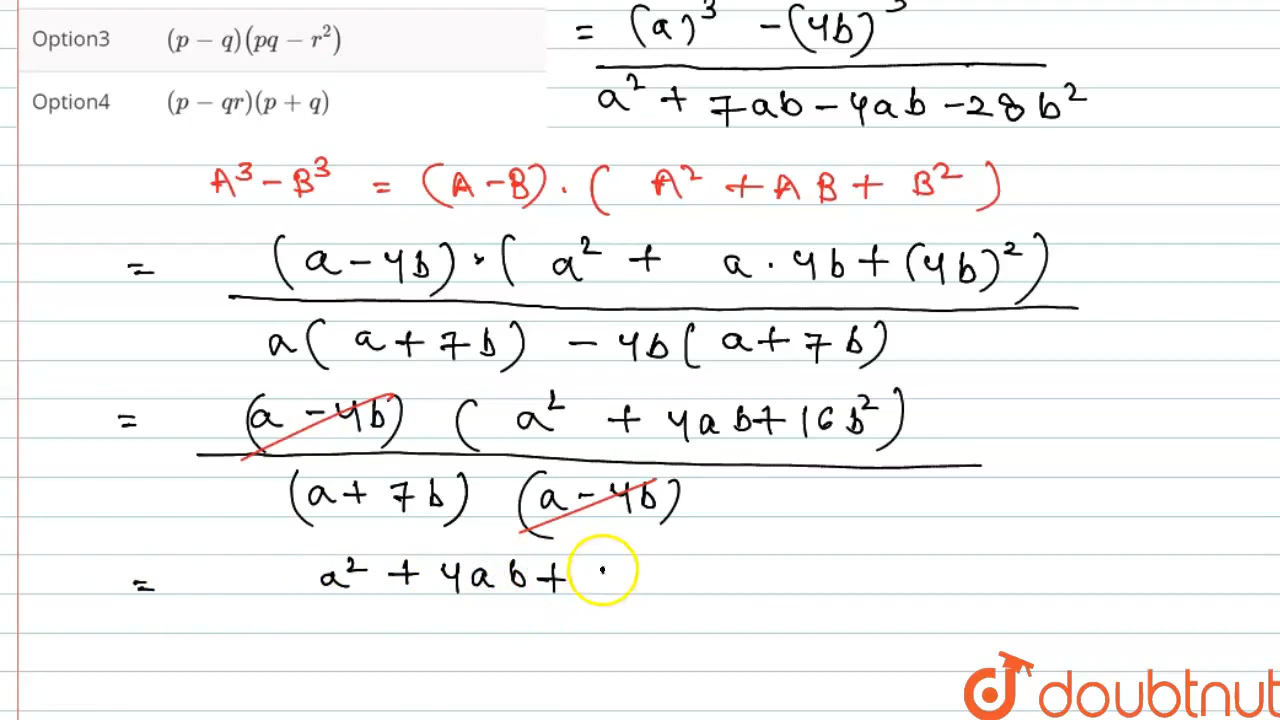 Option3 (p − q)(pq − r²)
Option4 (p − qr)(p + q)
= (a)³ - (4b)³
a² + 7ab - 4ab - 28b²
A³ - B³ = (A - B) . ( A² + A B + B² )
= (a - 4b) . ( a² + a . 4b + (4b)² )
a( a + 7b ) - 4b( a + 7b )
= (a - 4b) ( a² + 4ab + 16b² )
(a + 7b) (a - 4b)
= a² + 4ab +
doubtnut